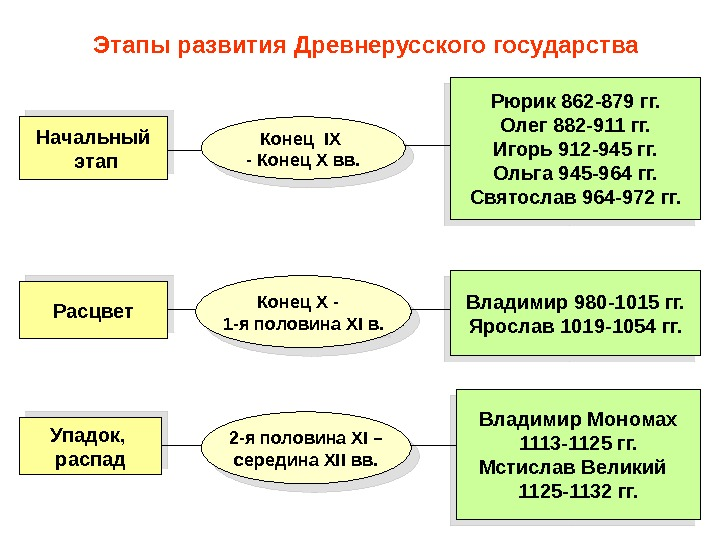 Этапы развития Древнерусского государства
Начальный
этап
Конец IX
- Конец X вв.
Рюрик 862-879 гг.
Олег 882-911 гг.
Игорь 912-945 гг.
Ольга 945-964 гг.
Святослав 964-972 гг.
Расцвет
Конец X -
1-я половина XI в.
Владимир 980-1015 гг.
Ярослав 1019-1054 гг.
Упадок,
распад
2-я половина XI –
середина XII вв.
Владимир Мономах
1113-1125 гг.
Мстислав Великий
1125-1132 гг.